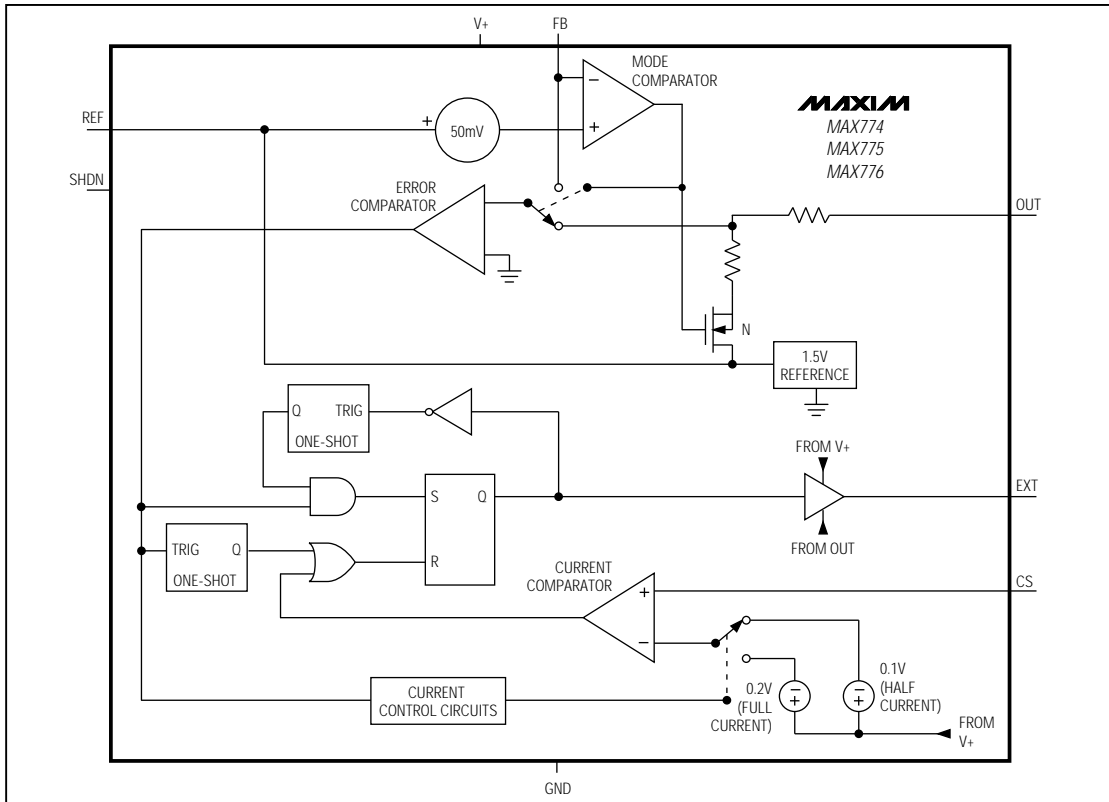 V+
FB
MODE
COMPARATOR
MAXIM
MAX774
MAX775
MAX776
REF
+
50mV
−
+
SHDN
ERROR
COMPARATOR
OUT
N
1.5V
REFERENCE
Q
TRIG
ONE-SHOT
FROM V+
S
Q
EXT
FROM OUT
TRIG
Q
ONE-SHOT
R
CURRENT
COMPARATOR
+
−
CS
0.2V
(FULL
CURRENT)
−
+
−
+
0.1V
(HALF
CURRENT)
CURRENT
CONTROL CIRCUITS
FROM
V+
GND